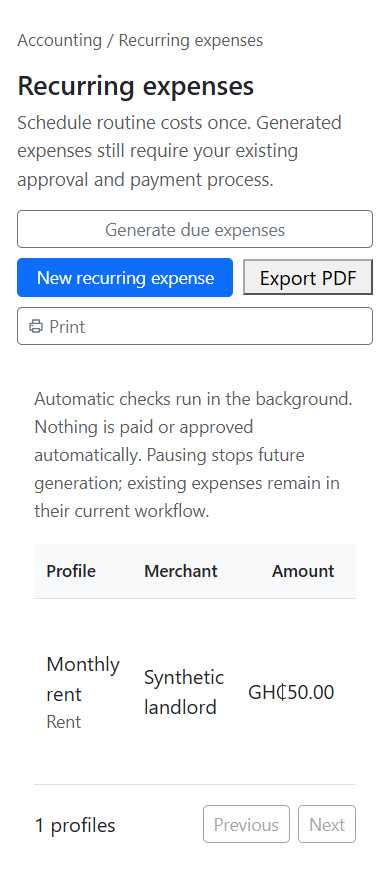 Accounting / Recurring expenses
Recurring expenses
Schedule routine costs once. Generated
expenses still require your existing
approval and payment process.
Generate due expenses
New recurring expense
Export PDF
Print
Automatic checks run in the background.
Nothing is paid or approved
automatically. Pausing stops future
generation; existing expenses remain in
their current workflow.
Profile Merchant Amount
Monthly
rent
Rent
Synthetic
landlord
GH₵50.00
1 profiles
Previous
Next